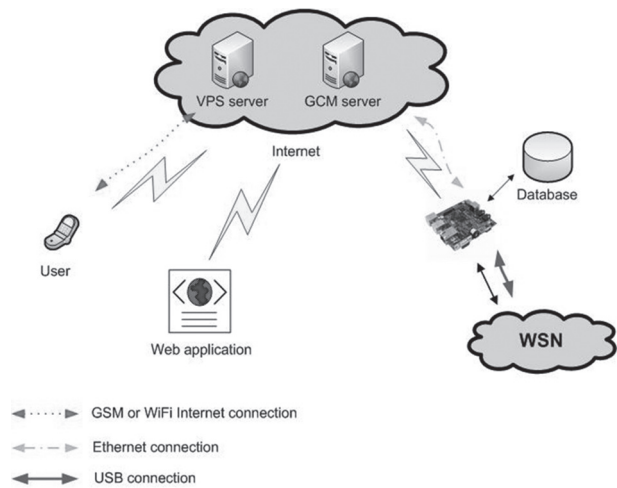 VPS server
GCM server
Internet
Database
User
Web application
WSN
GSM or WiFi Internet connection
Ethernet connection
USB connection